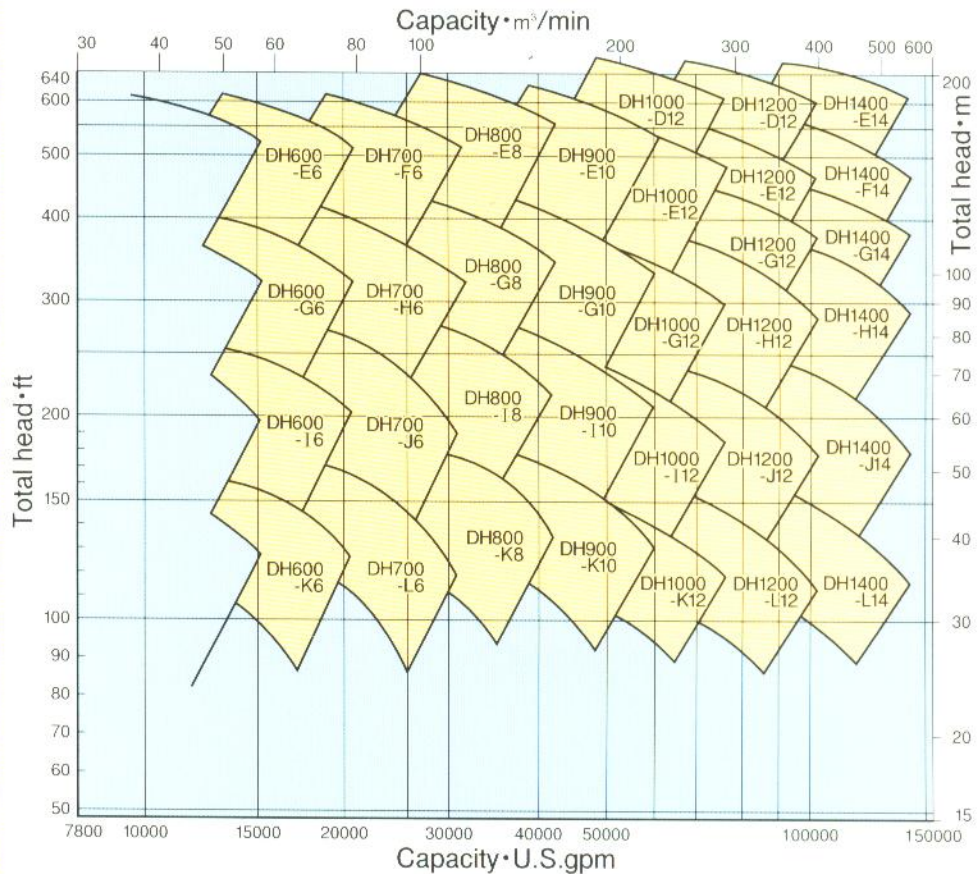 Capacity·m³/min
30 40 50 60 70 80 100 200 300 400 500 600
Total head·ft
640
600
500
400
300
200
150
100
90
80
70
60
50
Total head·m
200
100
90
80
70
60
50
40
30
20
15
DH600
-E6
DH700
-F6
DH800
-E8
DH900
-E10
DH1000
-D12
DH1200
-D12
DH1400
-E14
DH1000
-E12
DH1200
-E12
DH1400
-F14
DH1200
-G12
DH1400
-G14
DH600
-G6
DH700
-H6
DH800
-G8
DH900
-G10
DH1000
-G12
DH1200
-H12
DH1400
-H14
DH600
-I6
DH700
-J6
DH800
-I8
DH900
-I10
DH1000
-I12
DH1200
-J12
DH1400
-J14
DH600
-K6
DH700
-L6
DH800
-K8
DH900
-K10
DH1000
-K12
DH1200
-L12
DH1400
-L14
7800 10000 15000 20000 30000 40000 50000 100000 150000
Capacity·U.S.gpm